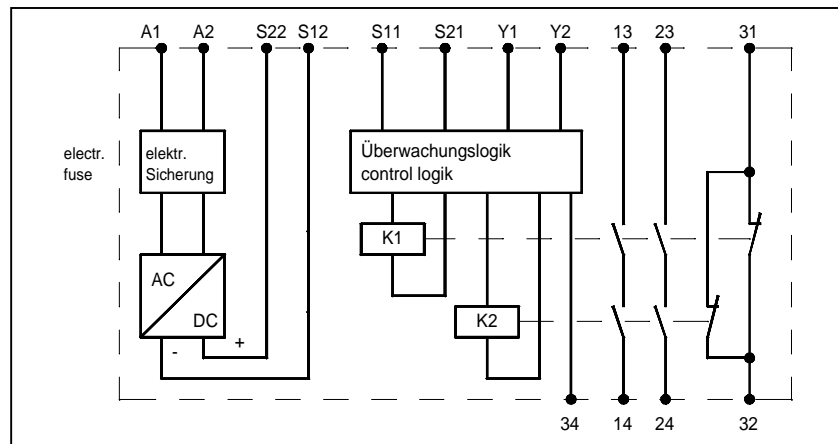 A1 A2 S22 S12 S11 S21 Y1 Y2 13 23 31
electr.
fuse
elektr.
Sicherung
Überwachungslogik
control logik
K1
AC
DC
K2
- +
34 14 24 32